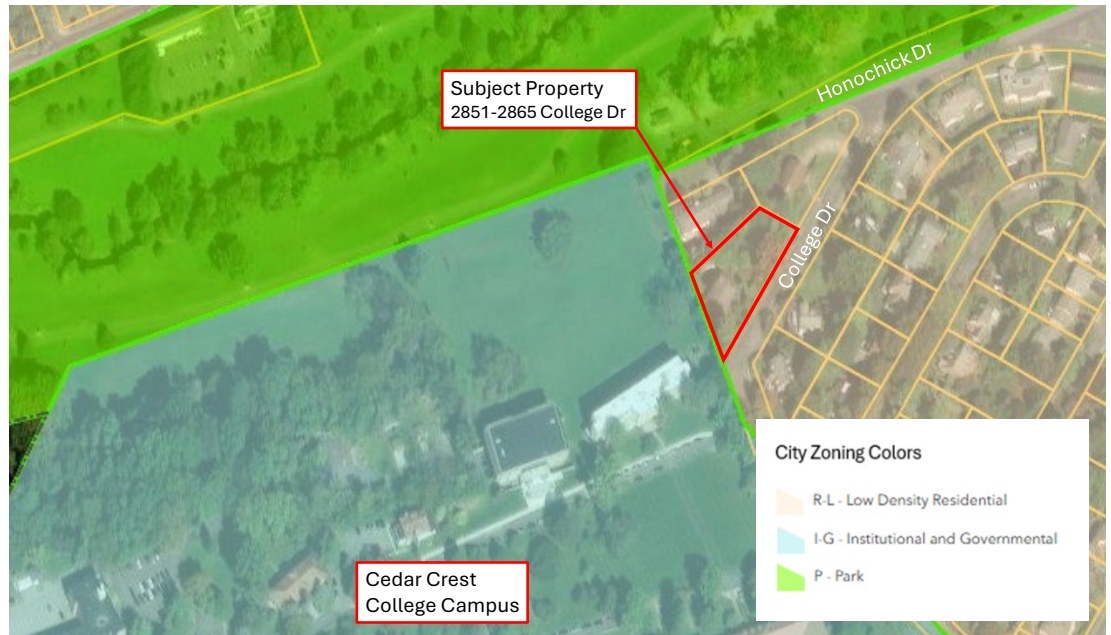 Honochick Dr
Subject Property
2851-2865 College Dr
College Dr
City Zoning Colors
R-L - Low Density Residential
I-G - Institutional and Governmental
P - Park
Cedar Crest
College Campus